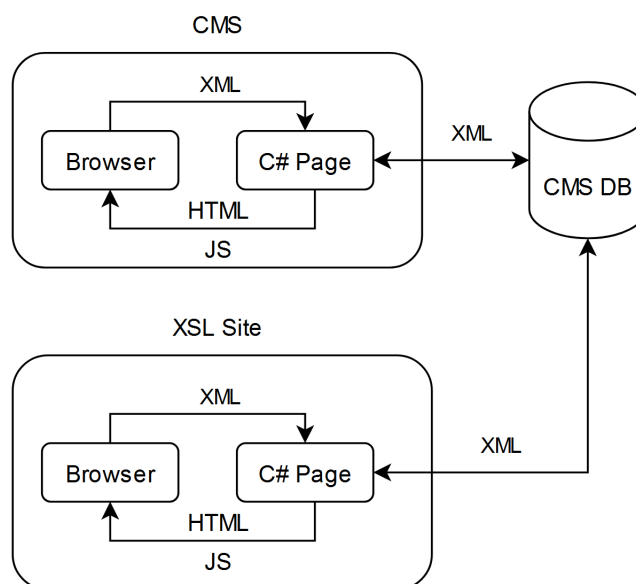 CMS
XML
Browser
C# Page
XML
CMS DB
HTML
JS
XSL Site
XML
Browser
C# Page
XML
HTML
JS